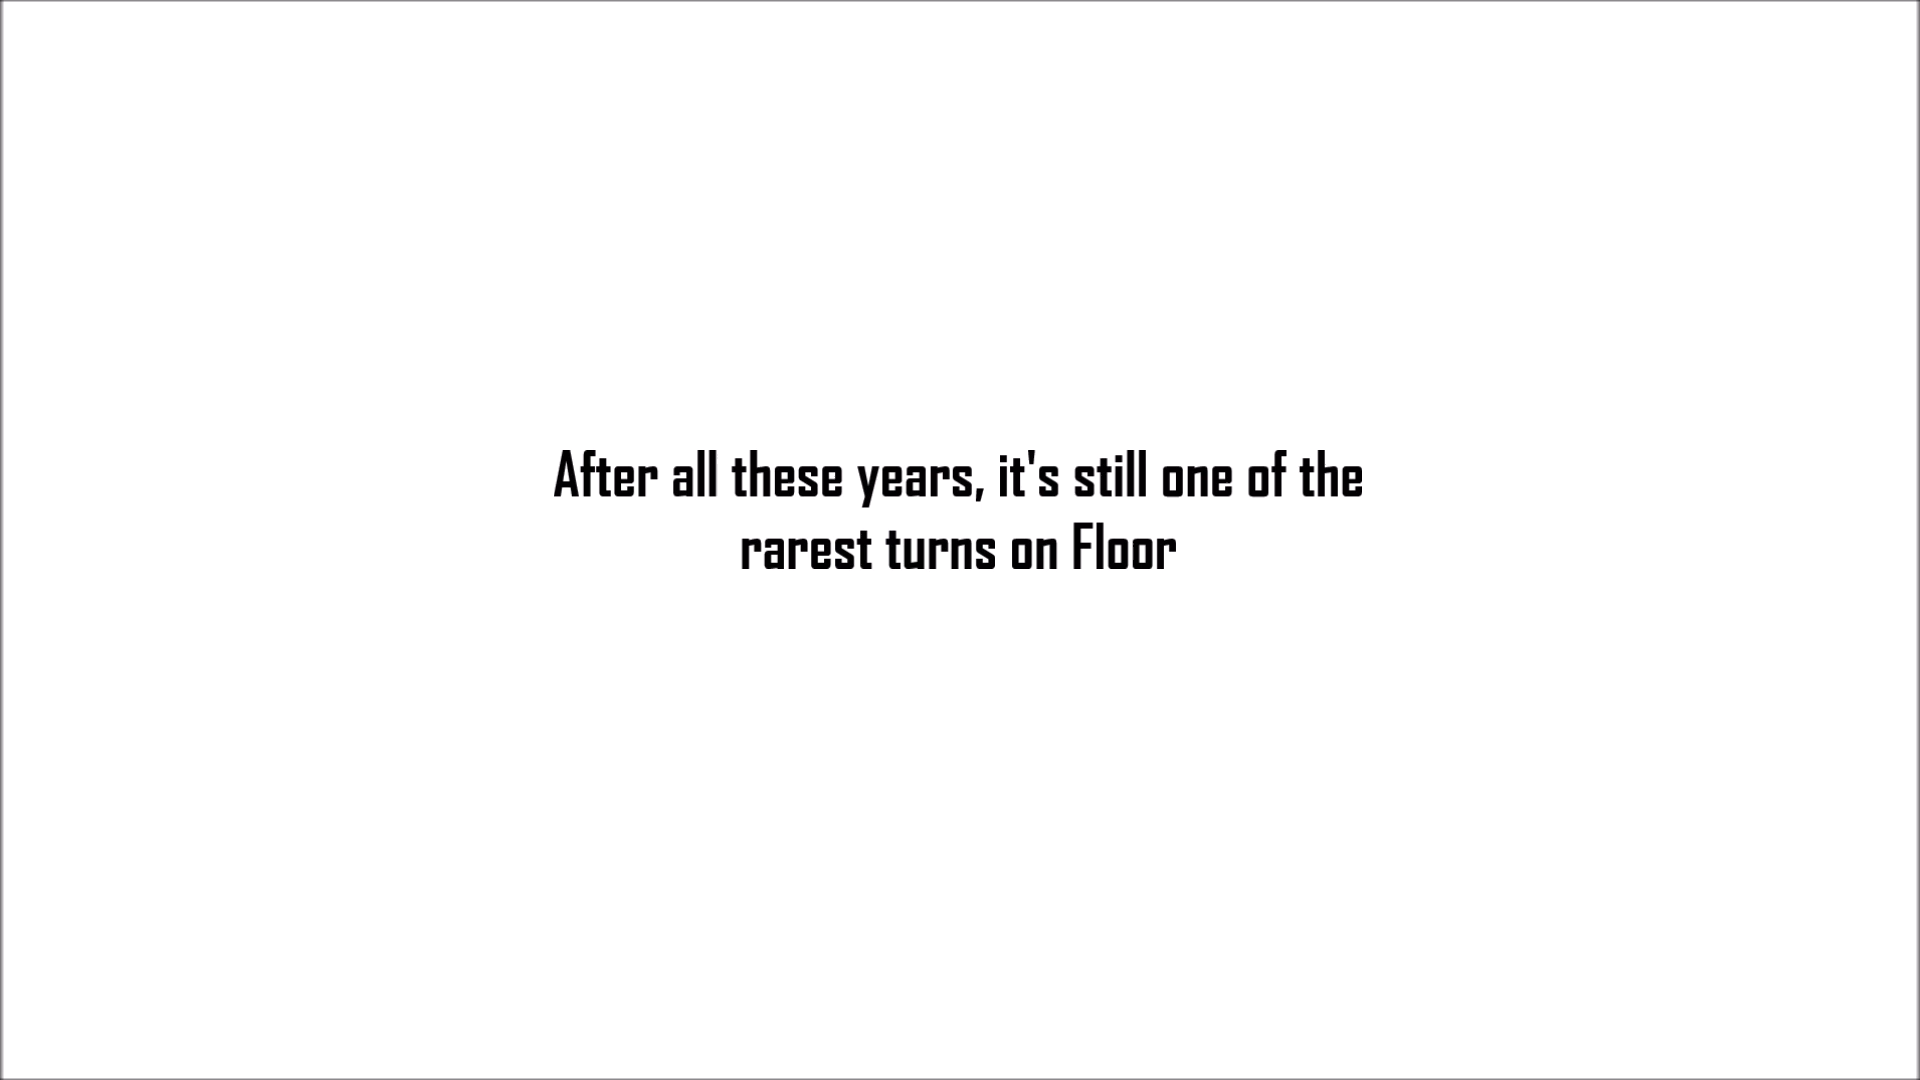 After all these years, it's still one of the
rarest turns on Floor